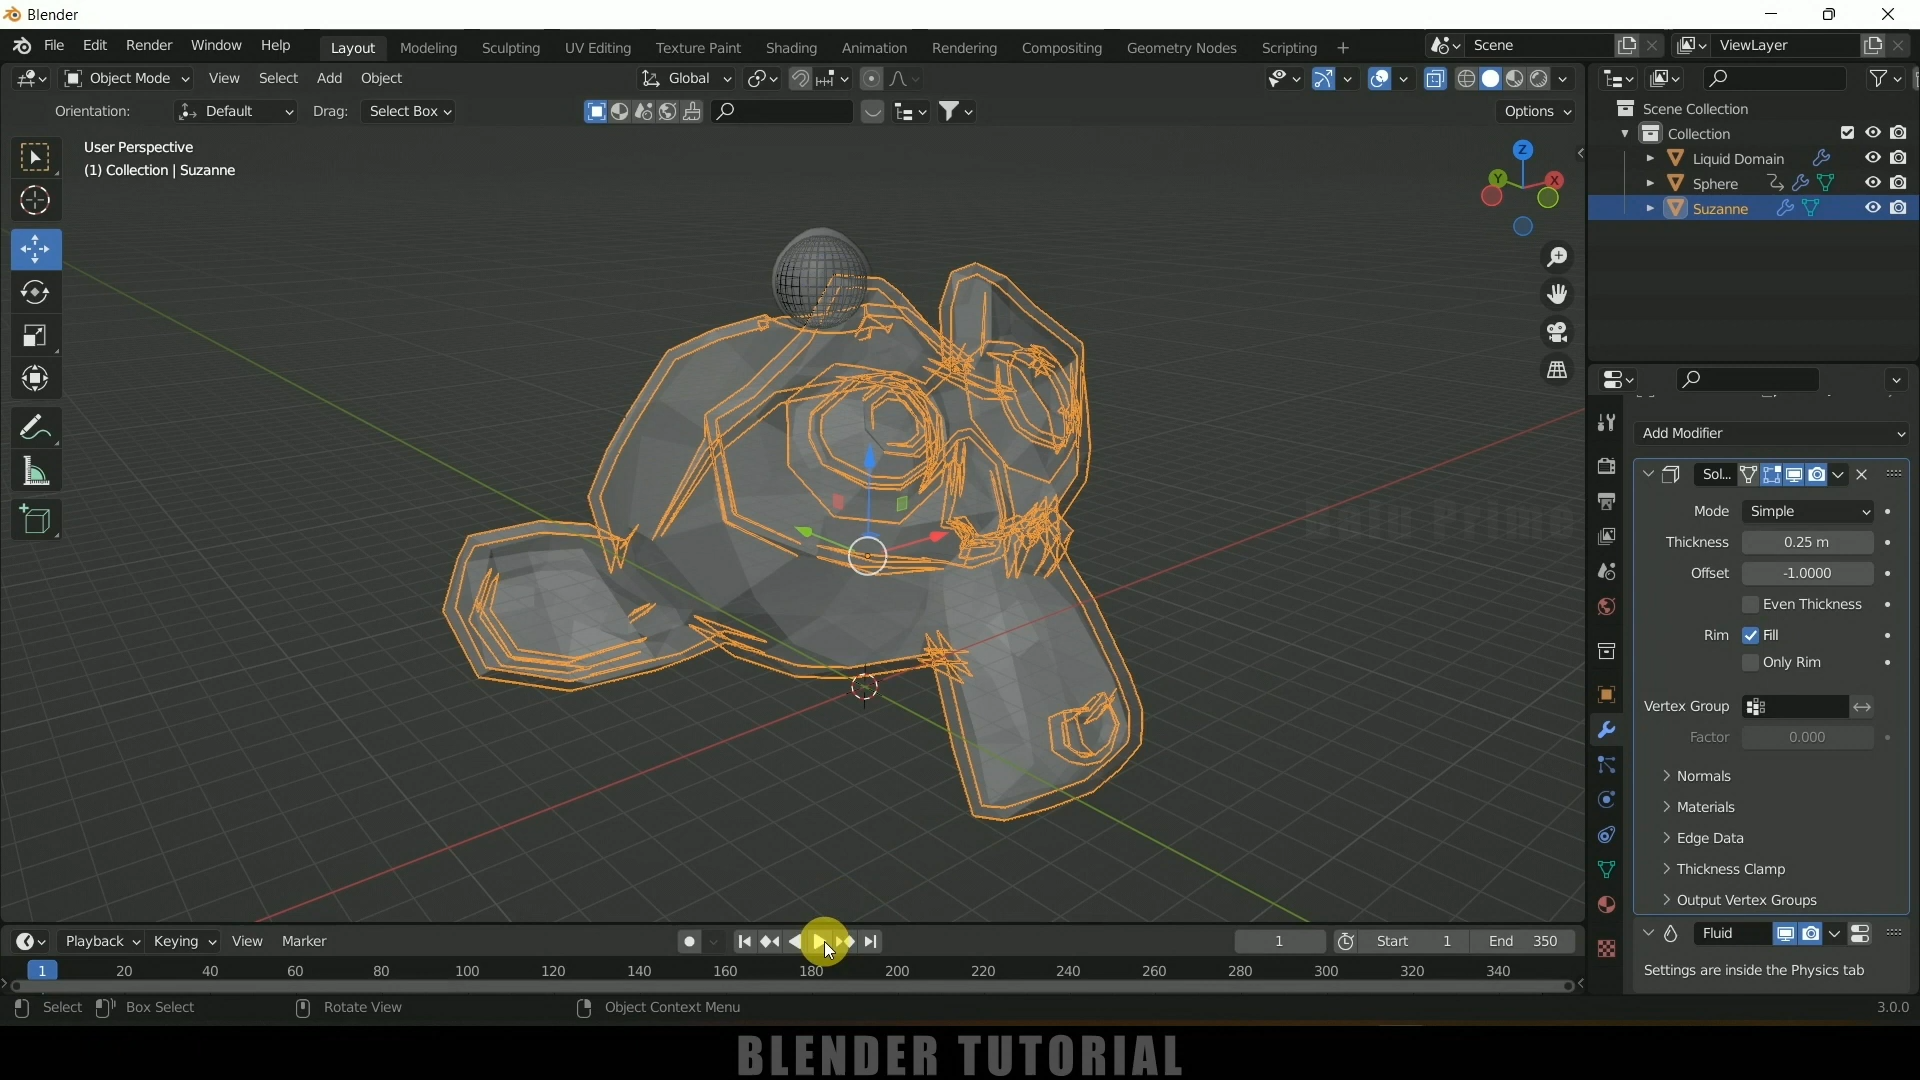 Blender
File Edit Render Window Help Layout Modeling Sculpting UV Editing Texture Paint Shading Animation Rendering Compositing Geometry Nodes Scripting + Scene ViewLayer
Object Mode View Select Add Object Global
Orientation: Default Drag: Select Box Options
User Perspective
(1) Collection | Suzanne
Z
Y
X
Scene Collection
Collection
Liquid Domain
Sphere
Suzanne
Add Modifier
Sol...
Mode Simple
Thickness 0.25 m
Offset -1.0000
Even Thickness
Rim Fill
Only Rim
Vertex Group
Factor 0.000
Normals
Materials
Edge Data
Thickness Clamp
Output Vertex Groups
Fluid
Settings are inside the Physics tab
Playback Keying View Marker 1 Start 1 End 350
1 20 40 60 80 100 120 140 160 180 200 220 240 260 280 300 320 340
Select Box Select Rotate View Object Context Menu 3.0.0
BLENDER TUTORIAL